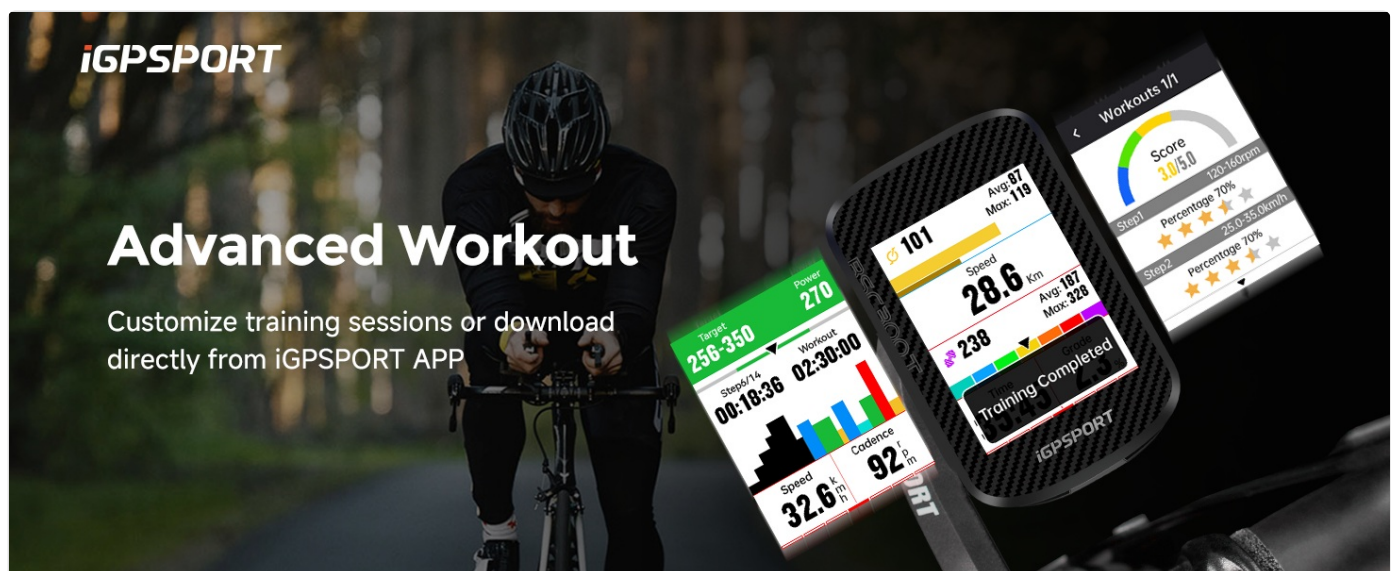 iGPSPORT
Advanced Workout
Customize training sessions or download
directly from iGPSPORT APP
Target
256-350
Power
270
Step6/14
00:18:36
Workout
02:30:00
Speed
32.6 kmh
Cadence
92 rpm
101
Avg:87
Max: 119
Speed
28.6 Km
238
Avg: 187
Max: 328
Time
Grade
Training Completed
iGPSPORT
Workouts 1/1
Score
3.0/5.0
Step1
120-160rpm
Percentage 70%
Step2
25.0-35.0km/h
Percentage 70%